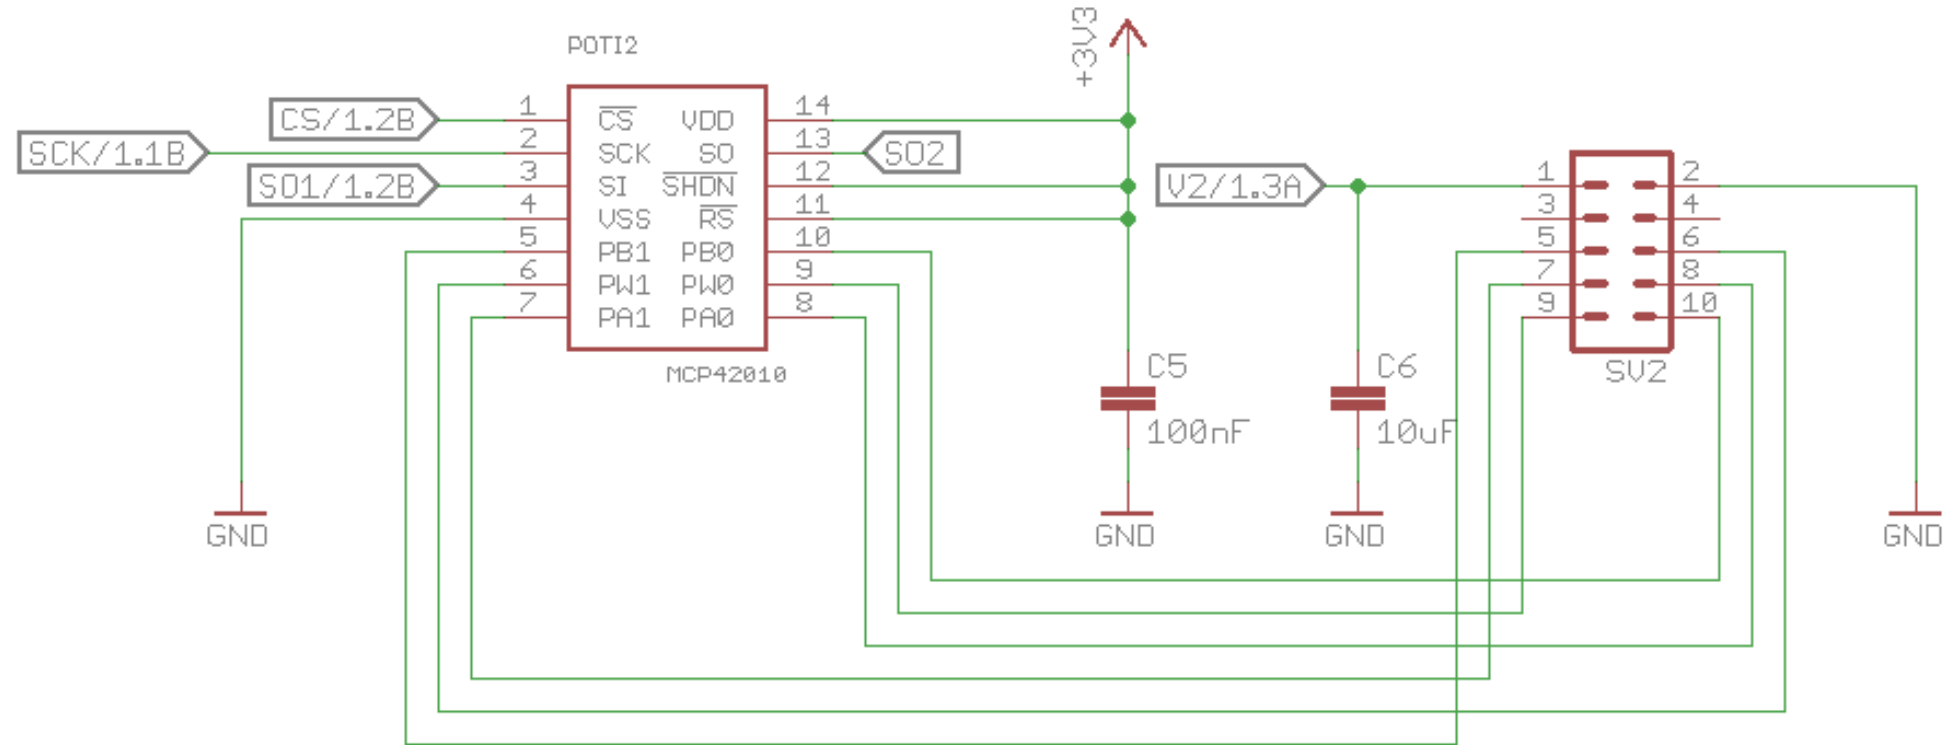 +3V3
POTI2
CS/1.2B
1
CS
VDD
14
SCK/1.1B
2
SCK
SO
13
SO2
SO1/1.2B
3
SI
SHDN
12
4
VSS
RS
11
5
PB1
PB0
10
6
PW1
PW0
9
7
PA1
PA0
8
MCP42010
V2/1.3A
1
2
3
4
5
6
7
8
9
10
SV2
C5
100nF
C6
10uF
GND
GND
GND
GND